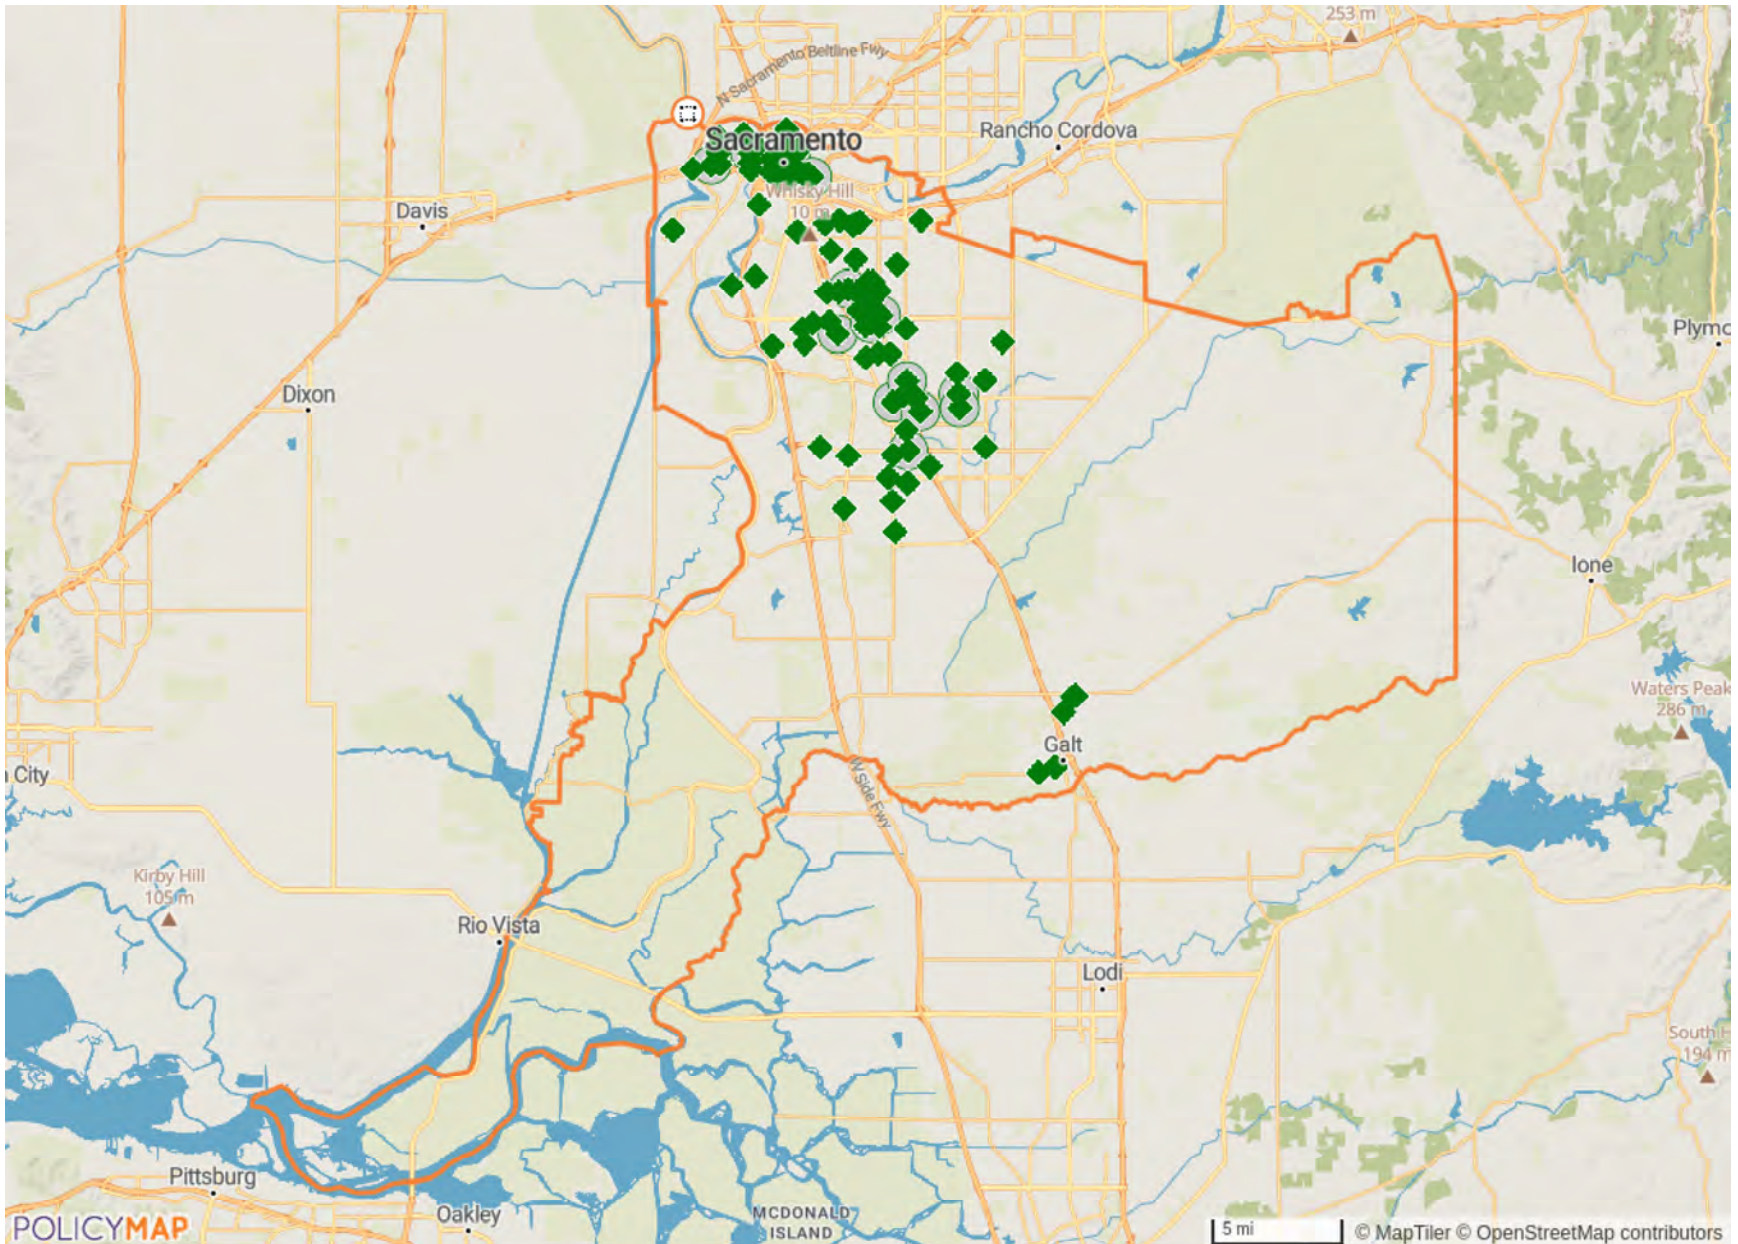 253 m
N Sacramento Beltline Fwy
Sacramento
Rancho Cordova
Whisky Hill
10 m
Davis
Plymo
Dixon
Ione
Waters Peak
286 m
Galt
City
W Side Fwy
Kirby Hill
105 m
Rio Vista
Lodi
South H
194 m
Pittsburg
Oakley
MCDONALD
ISLAND
POLICYMAP
5 mi
© MapTiler © OpenStreetMap contributors